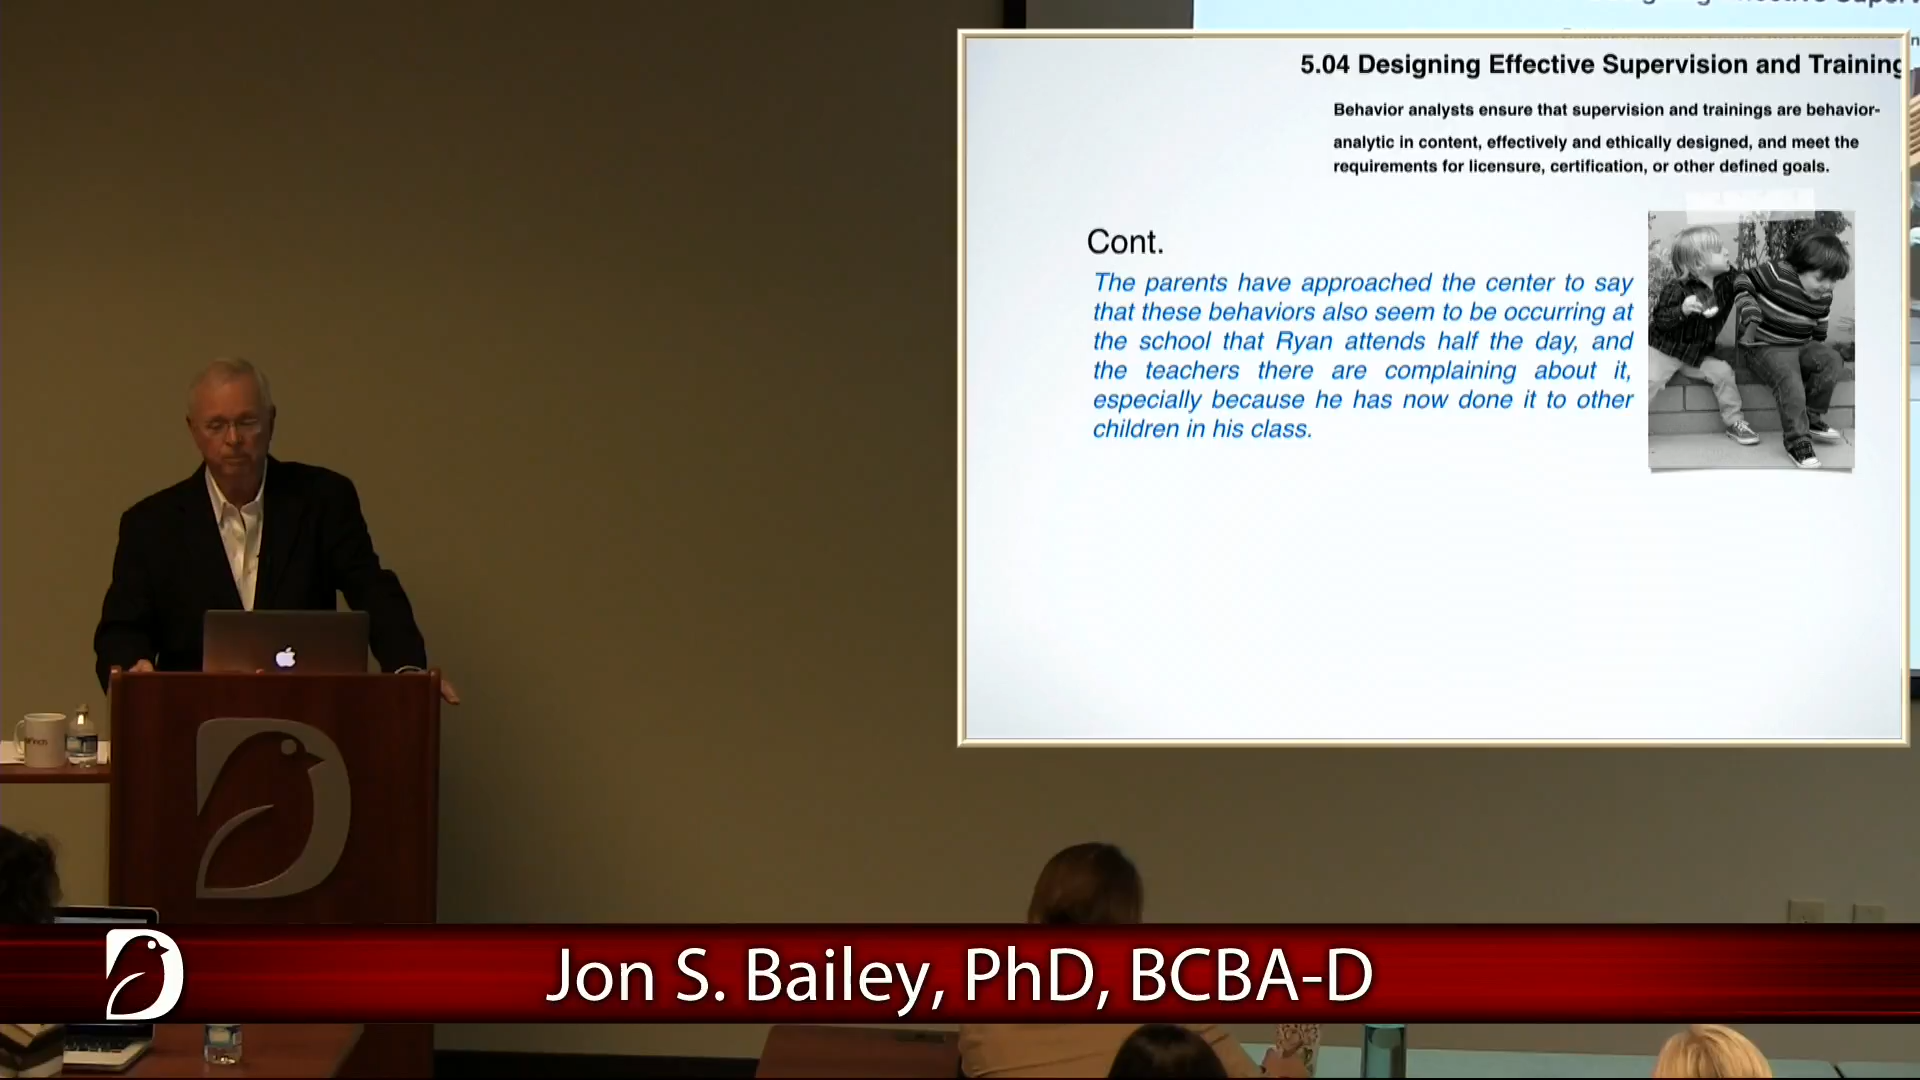 5.04 Designing Effective Supervision and Training
Behavior analysts ensure that supervision and trainings are behavior-
analytic in content, effectively and ethically designed, and meet the
requirements for licensure, certification, or other defined goals.
Cont.
The parents have approached the center to say
that these behaviors also seem to be occurring at
the school that Ryan attends half the day, and
the teachers there are complaining about it,
especially because he has now done it to other
children in his class.
Jon S. Bailey, PhD, BCBA-D